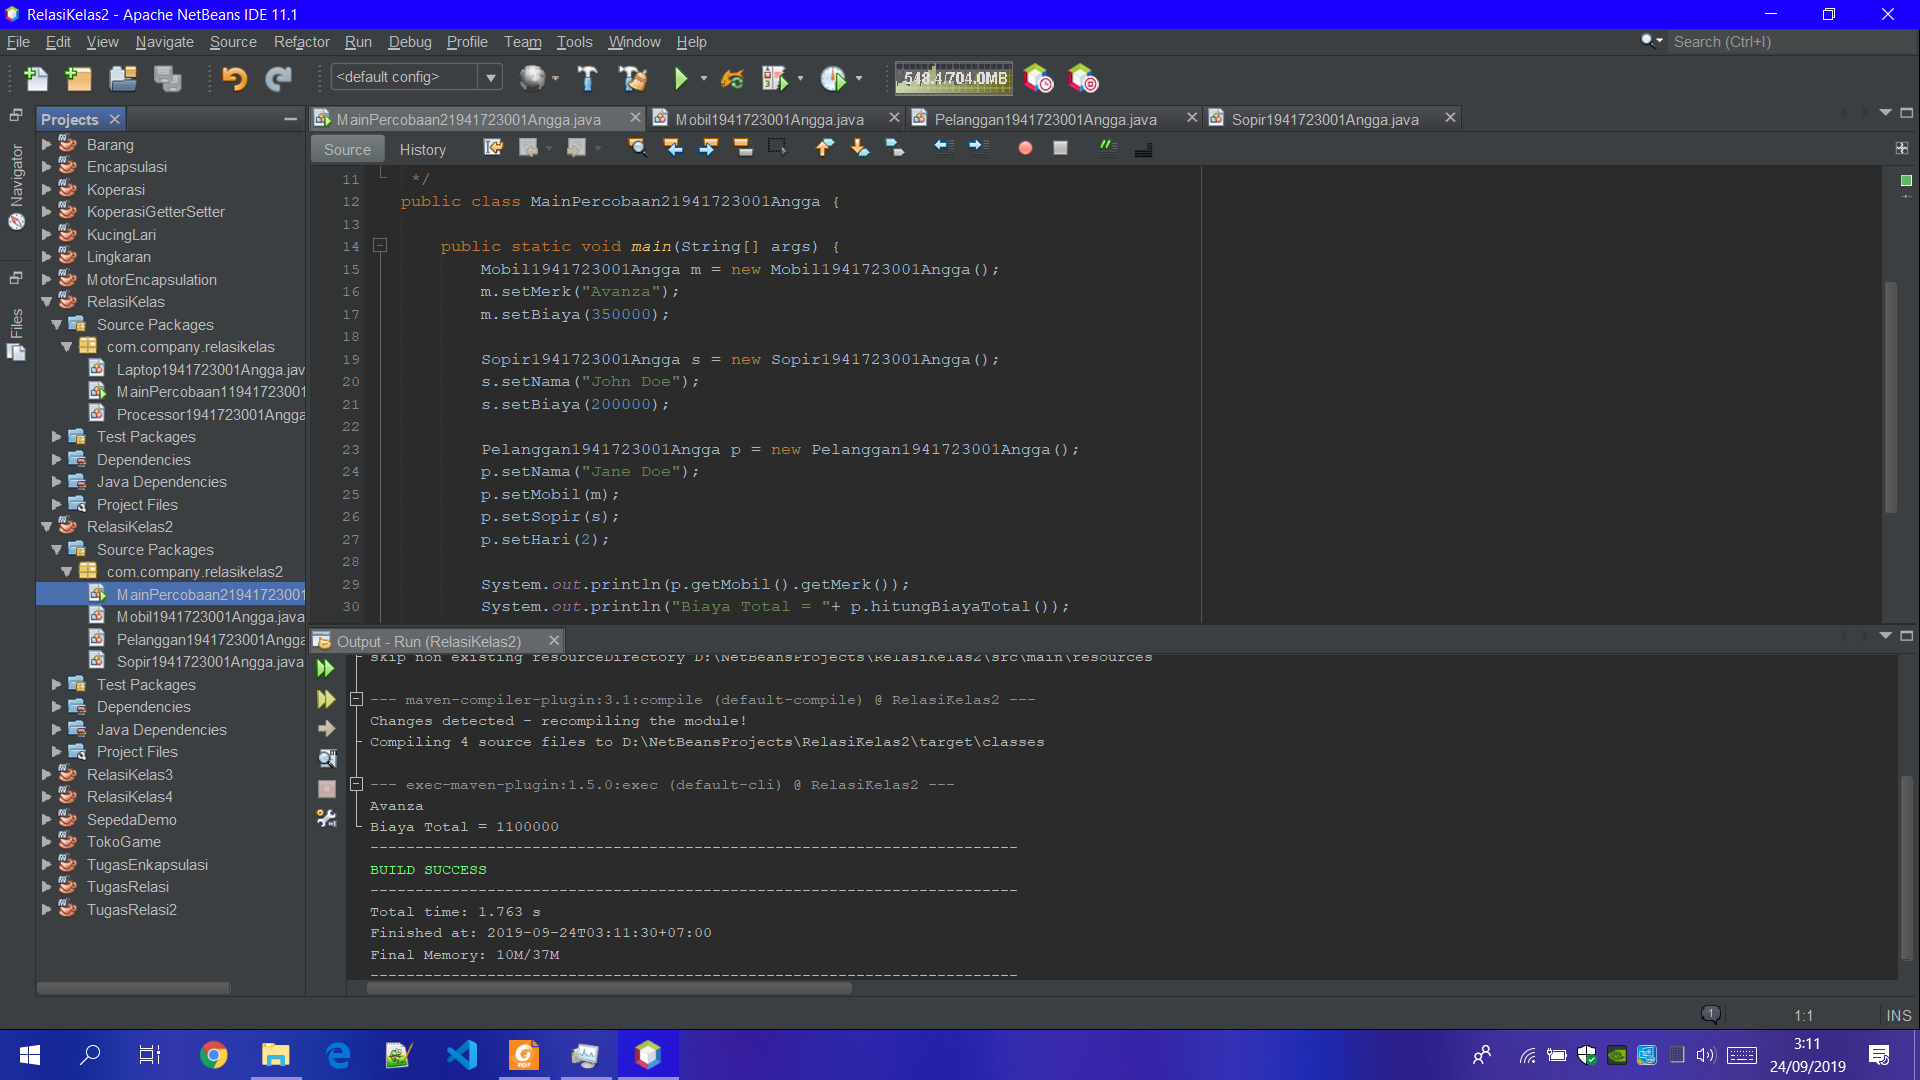 RelasiKelas2 - Apache NetBeans IDE 11.1
File Edit View Navigate Source Refactor Run Debug Profile Team Tools Window Help
Search (Ctrl+I)
<default config>
548.4/704.0MB
Projects
MainPercobaan21941723001Angga.java
Mobil1941723001Angga.java
Pelanggan1941723001Angga.java
Sopir1941723001Angga.java
Source History
Navigator
Files
Barang
Encapsulasi
Koperasi
KoperasiGetterSetter
KucingLari
Lingkaran
MotorEncapsulation
RelasiKelas
Source Packages
com.company.relasikelas
Laptop1941723001Angga.jav
MainPercobaan11941723001
Processor1941723001Angga
Test Packages
Dependencies
Java Dependencies
Project Files
RelasiKelas2
Source Packages
com.company.relasikelas2
MainPercobaan21941723001
Mobil1941723001Angga.java
Pelanggan1941723001Angga
Sopir1941723001Angga.java
Test Packages
Dependencies
Java Dependencies
Project Files
RelasiKelas3
RelasiKelas4
SepedaDemo
TokoGame
TugasEnkapsulasi
TugasRelasi
TugasRelasi2
11 */
12 public class MainPercobaan21941723001Angga {
13
14 public static void main(String[] args) {
15 Mobil1941723001Angga m = new Mobil1941723001Angga();
16 m.setMerk("Avanza");
17 m.setBiaya(350000);
18
19 Sopir1941723001Angga s = new Sopir1941723001Angga();
20 s.setNama("John Doe");
21 s.setBiaya(200000);
22
23 Pelanggan1941723001Angga p = new Pelanggan1941723001Angga();
24 p.setNama("Jane Doe");
25 p.setMobil(m);
26 p.setSopir(s);
27 p.setHari(2);
28
29 System.out.println(p.getMobil().getMerk());
30 System.out.println("Biaya Total = "+ p.hitungBiayaTotal());
Output - Run (RelasiKelas2)
skip non existing resourceDirectory D:\NetBeansProjects\RelasiKelas2\src\main\resources
--- maven-compiler-plugin:3.1:compile (default-compile) @ RelasiKelas2 ---
Changes detected - recompiling the module!
Compiling 4 source files to D:\NetBeansProjects\RelasiKelas2\target\classes
--- exec-maven-plugin:1.5.0:exec (default-cli) @ RelasiKelas2 ---
Avanza
Biaya Total = 1100000
------------------------------------------------------------------------
BUILD SUCCESS
------------------------------------------------------------------------
Total time: 1.763 s
Finished at: 2019-09-24T03:11:30+07:00
Final Memory: 10M/37M
------------------------------------------------------------------------
1
1:1
INS
PDF
3:11
24/09/2019